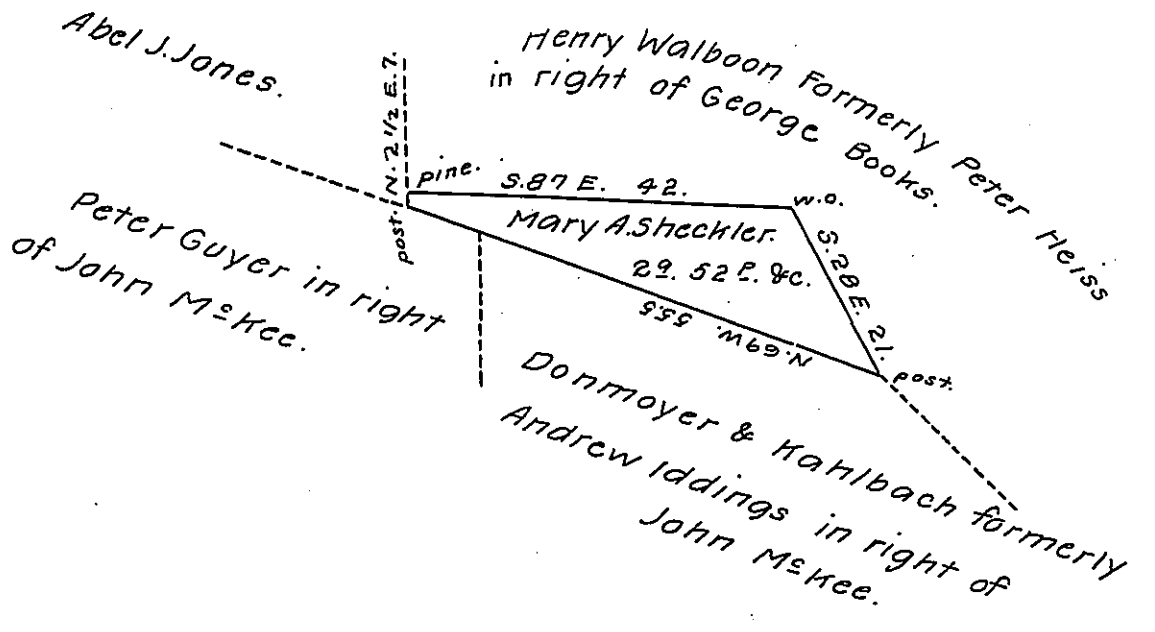 Abel J. Jones.
Henry Walboon Formerly Peter Heiss
in right of George Books.
N. 2 1/2 E. 7.
pine.
S. 87 E. 42.
w.o.
post.
Mary A. Sheckler.
29. 52 P. &c.
S. 28 E. 21.
post.
N. 69 W. 55.5
Peter Guyer in right
of John McKee.
Donmoyer & Kahlbach formerly
Andrew Iddings in right of
John McKee.